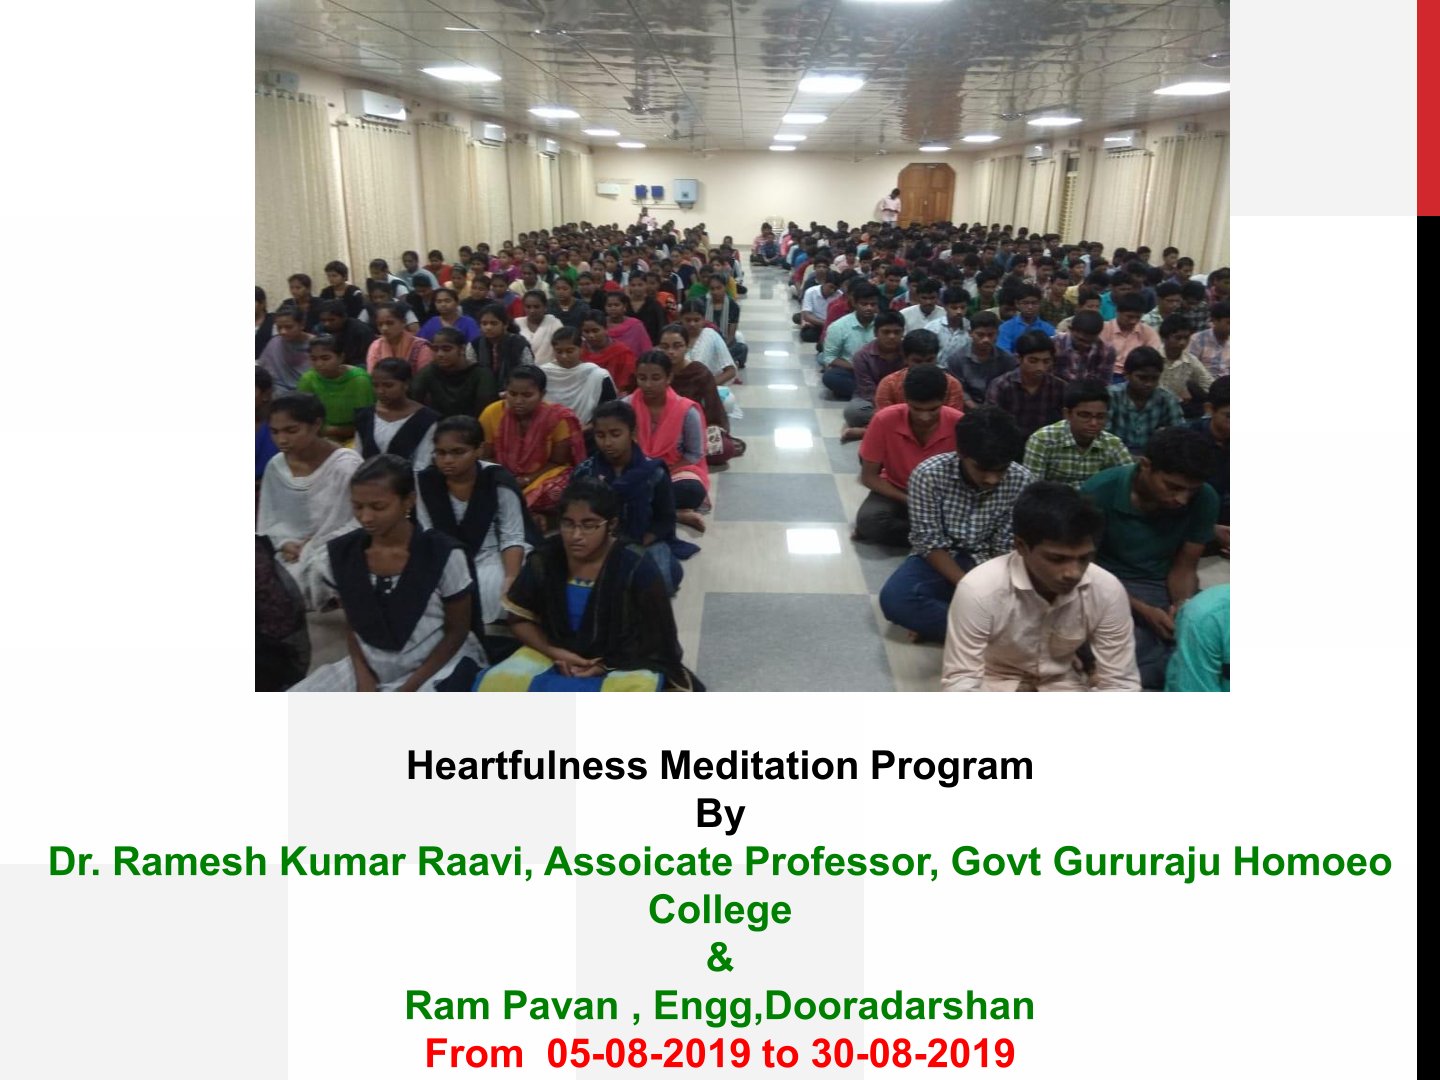 Heartfulness Meditation Program
By
Dr. Ramesh Kumar Raavi, Assoicate Professor, Govt Gururaju Homoeo
College
&
Ram Pavan , Engg,Dooradarshan
From  05-08-2019 to 30-08-2019